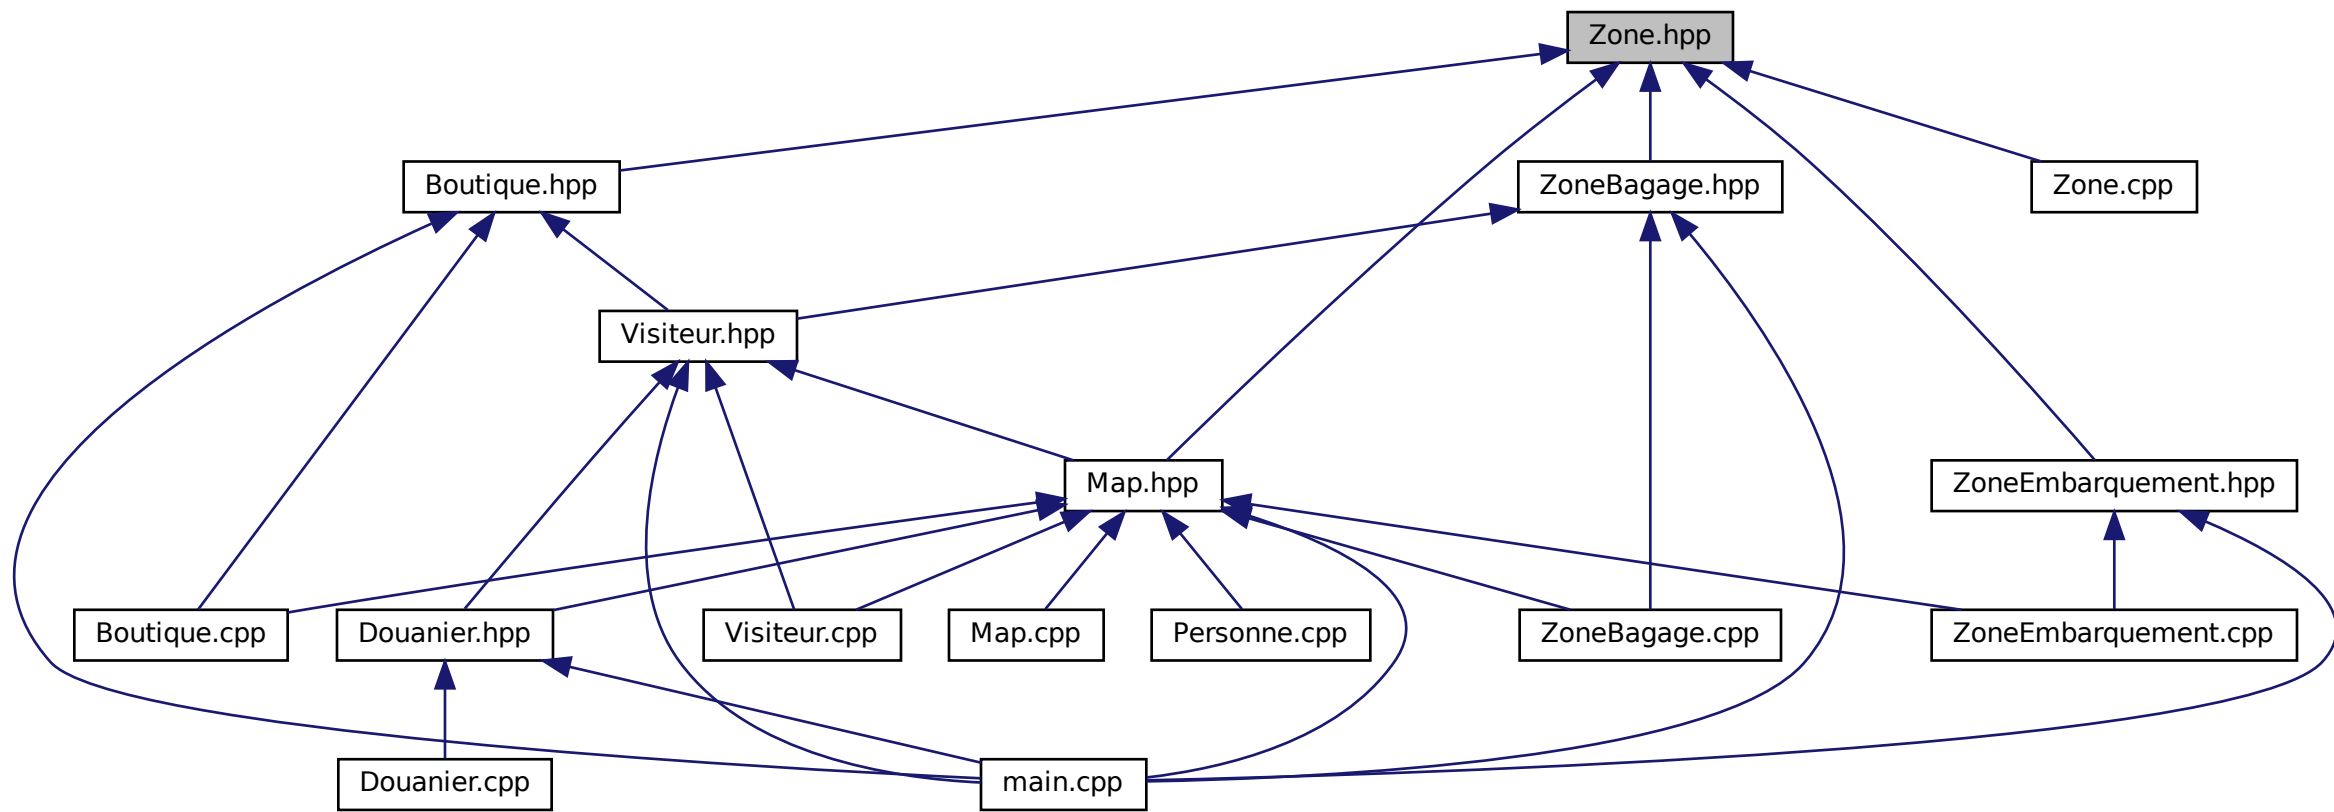 Zone.hpp
Boutique.hpp
ZoneBagage.hpp
Zone.cpp
Visiteur.hpp
Map.hpp
ZoneEmbarquement.hpp
Boutique.cpp
Douanier.hpp
Visiteur.cpp
Map.cpp
Personne.cpp
ZoneBagage.cpp
ZoneEmbarquement.cpp
Douanier.cpp
main.cpp